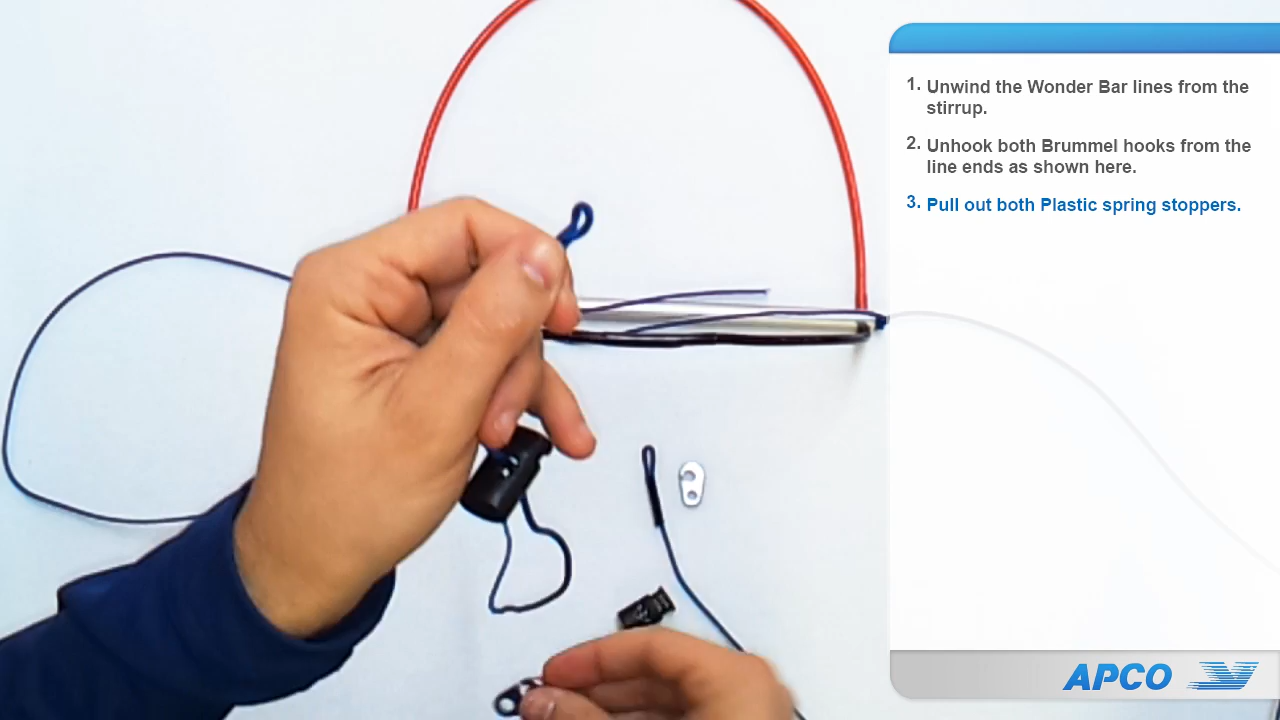 1. Unwind the Wonder Bar lines from the
stirrup.
2. Unhook both Brummel hooks from the
line ends as shown here.
3. Pull out both Plastic spring stoppers.
APCO